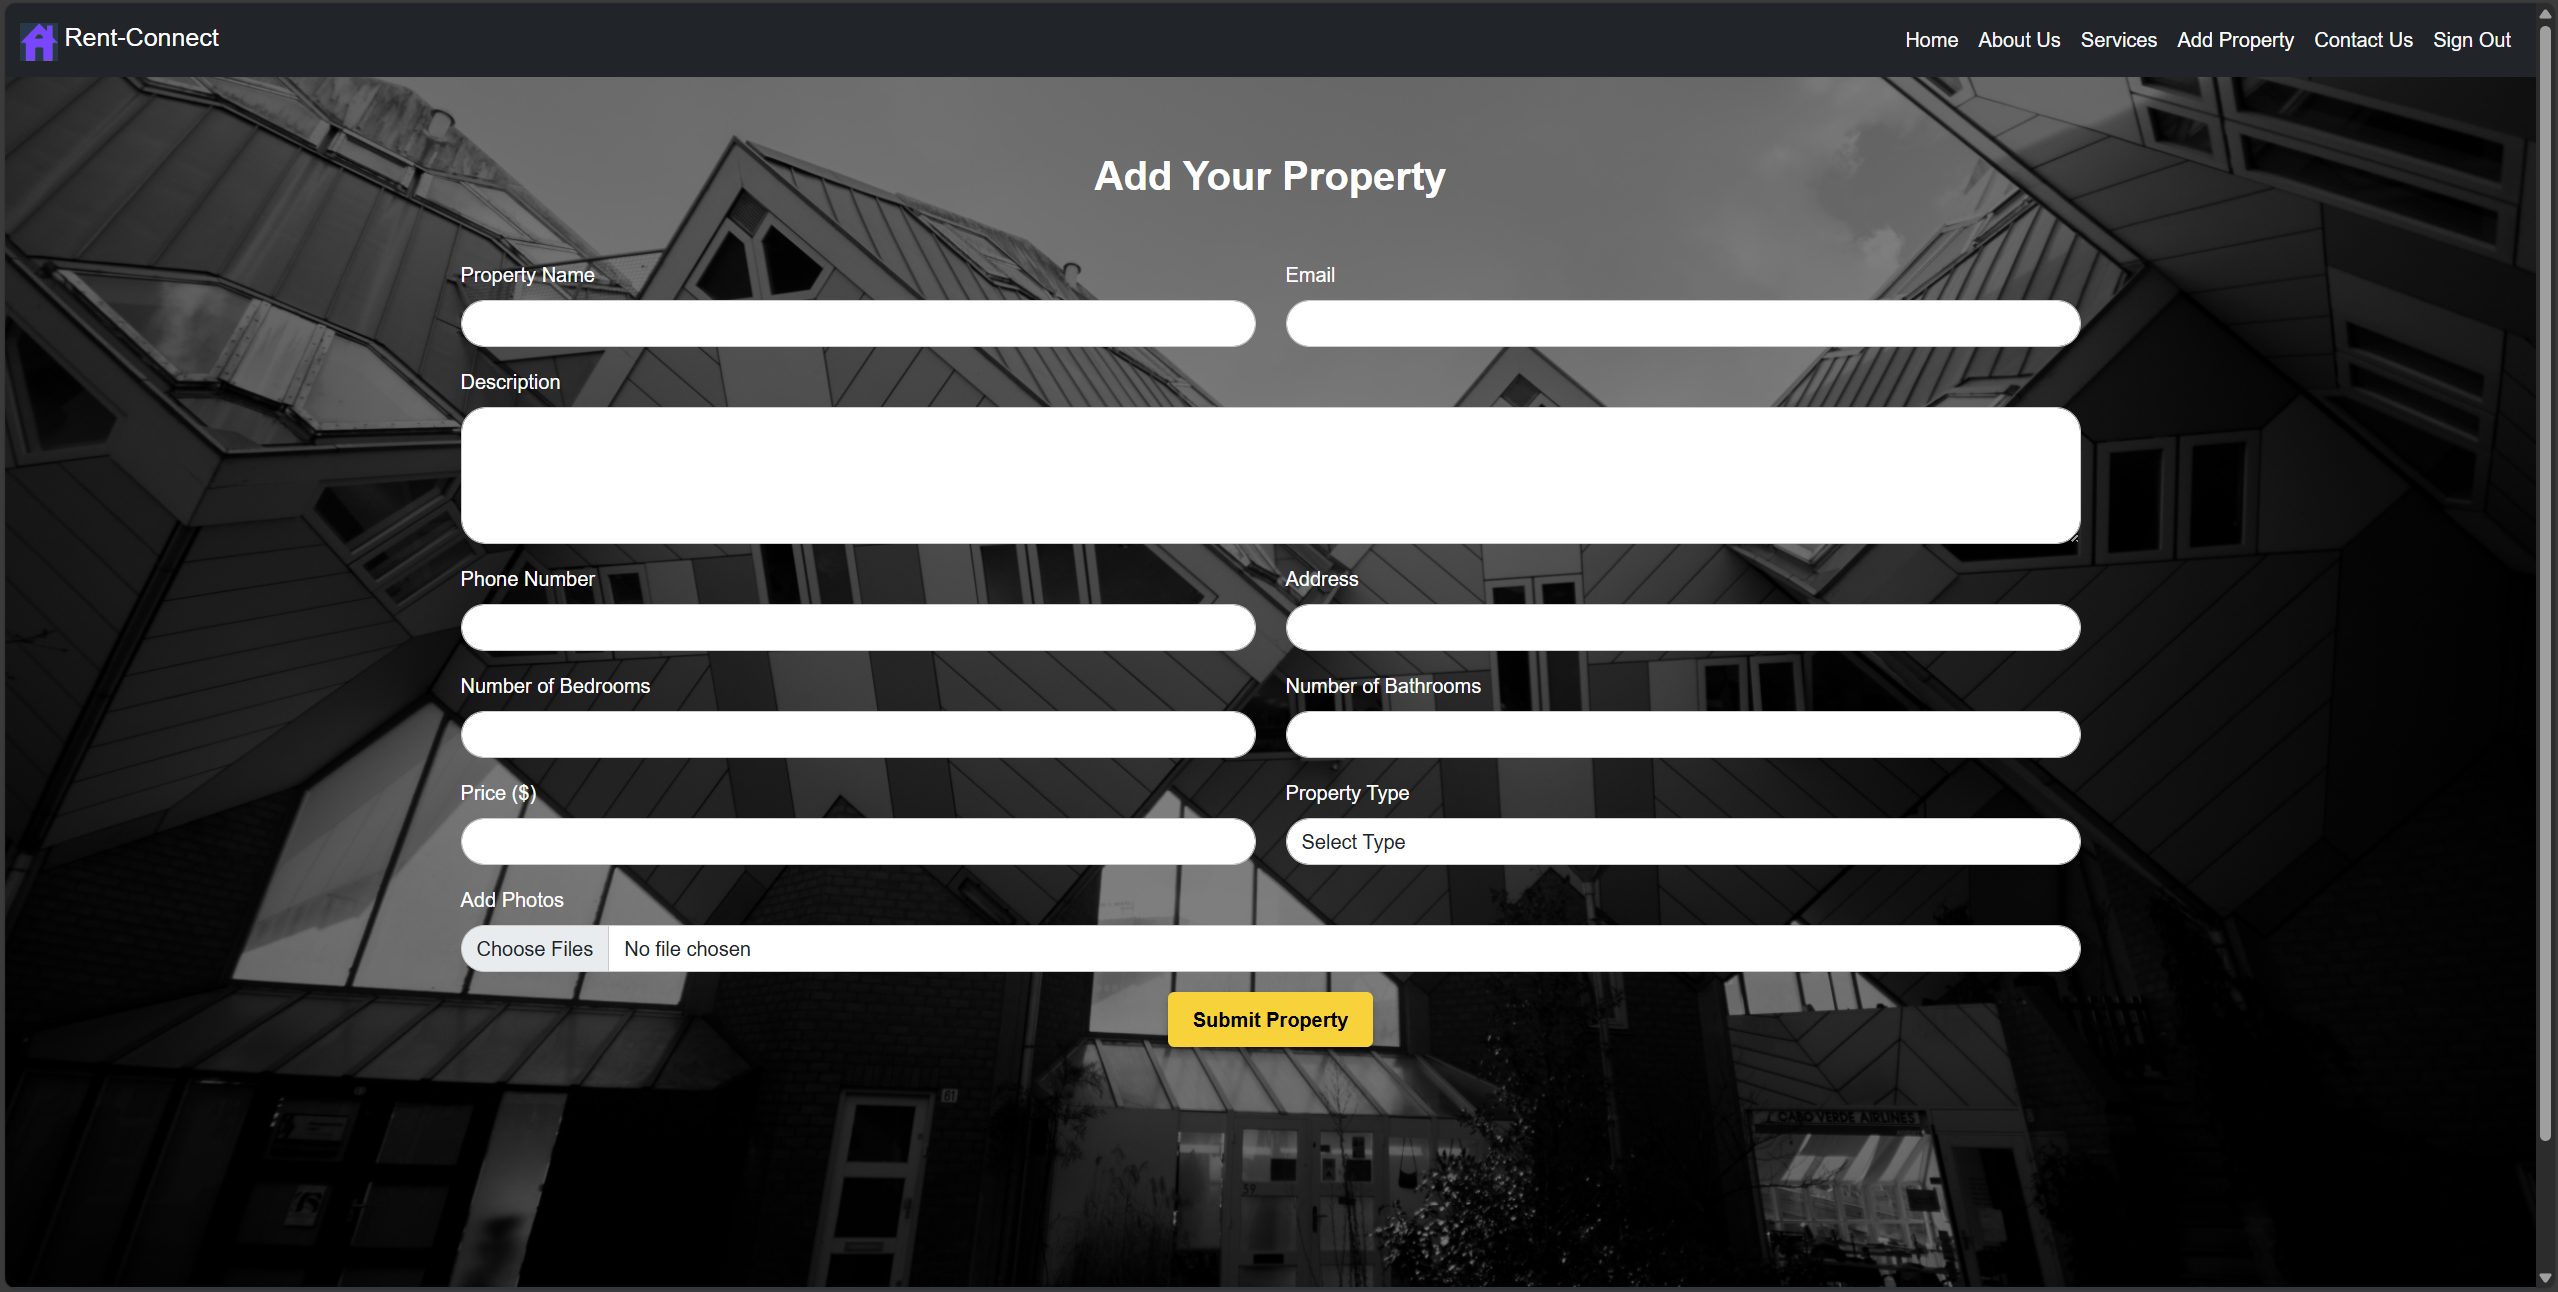 Rent-Connect
Home About Us Services Add Property Contact Us Sign Out
Add Your Property
Property Name Email
Description
Phone Number Address
Number of Bedrooms Number of Bathrooms
Price ($) Property Type
Select Type
Add Photos
Choose Files No file chosen
Submit Property
81
CABO VERDE AIRLINES
59